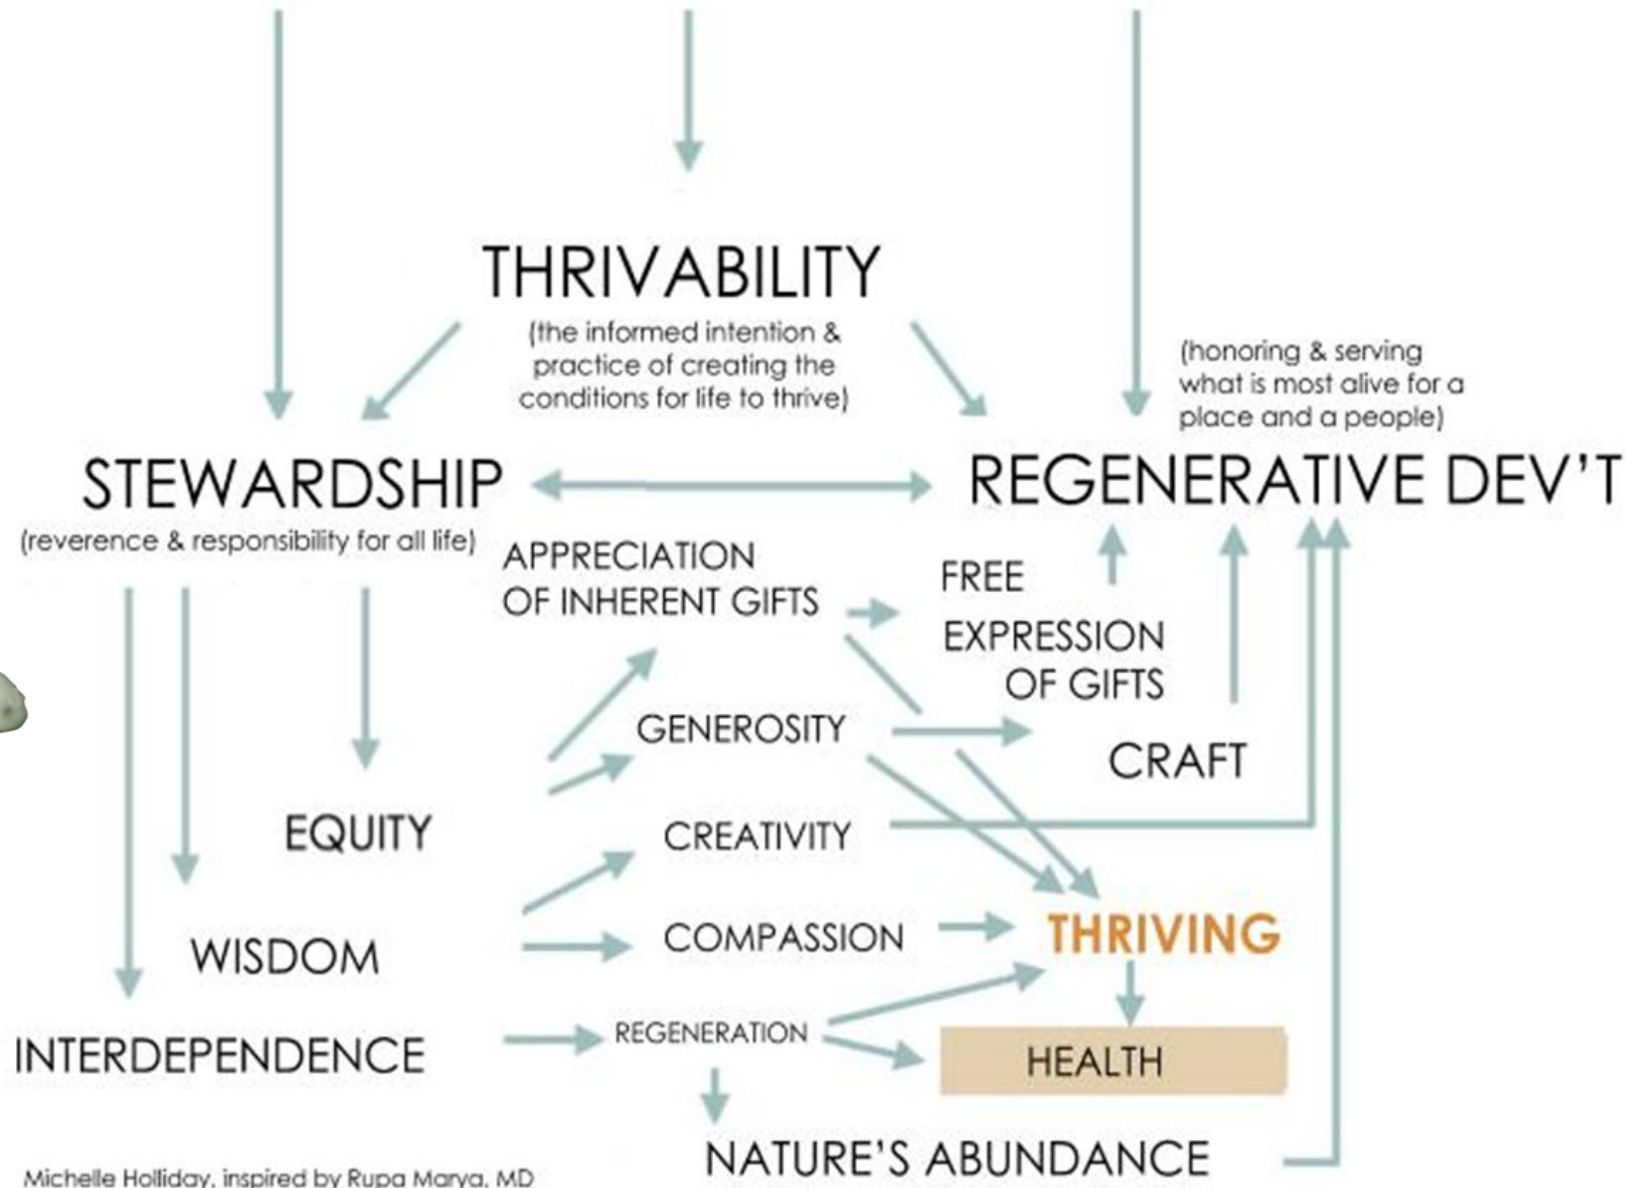 THRIVABILITY
(the informed intention &
practice of creating the
conditions for life to thrive)
(honoring & serving
what is most alive for a
place and a people)
STEWARDSHIP
REGENERATIVE DEV'T
(reverence & responsibility for all life)
APPRECIATION
OF INHERENT GIFTS
FREE
EXPRESSION
OF GIFTS
GENEROSITY
CRAFT
EQUITY
CREATIVITY
WISDOM
COMPASSION
THRIVING
INTERDEPENDENCE
REGENERATION
HEALTH
NATURE'S ABUNDANCE
Michelle Holliday, inspired by Rupa Marya, MD